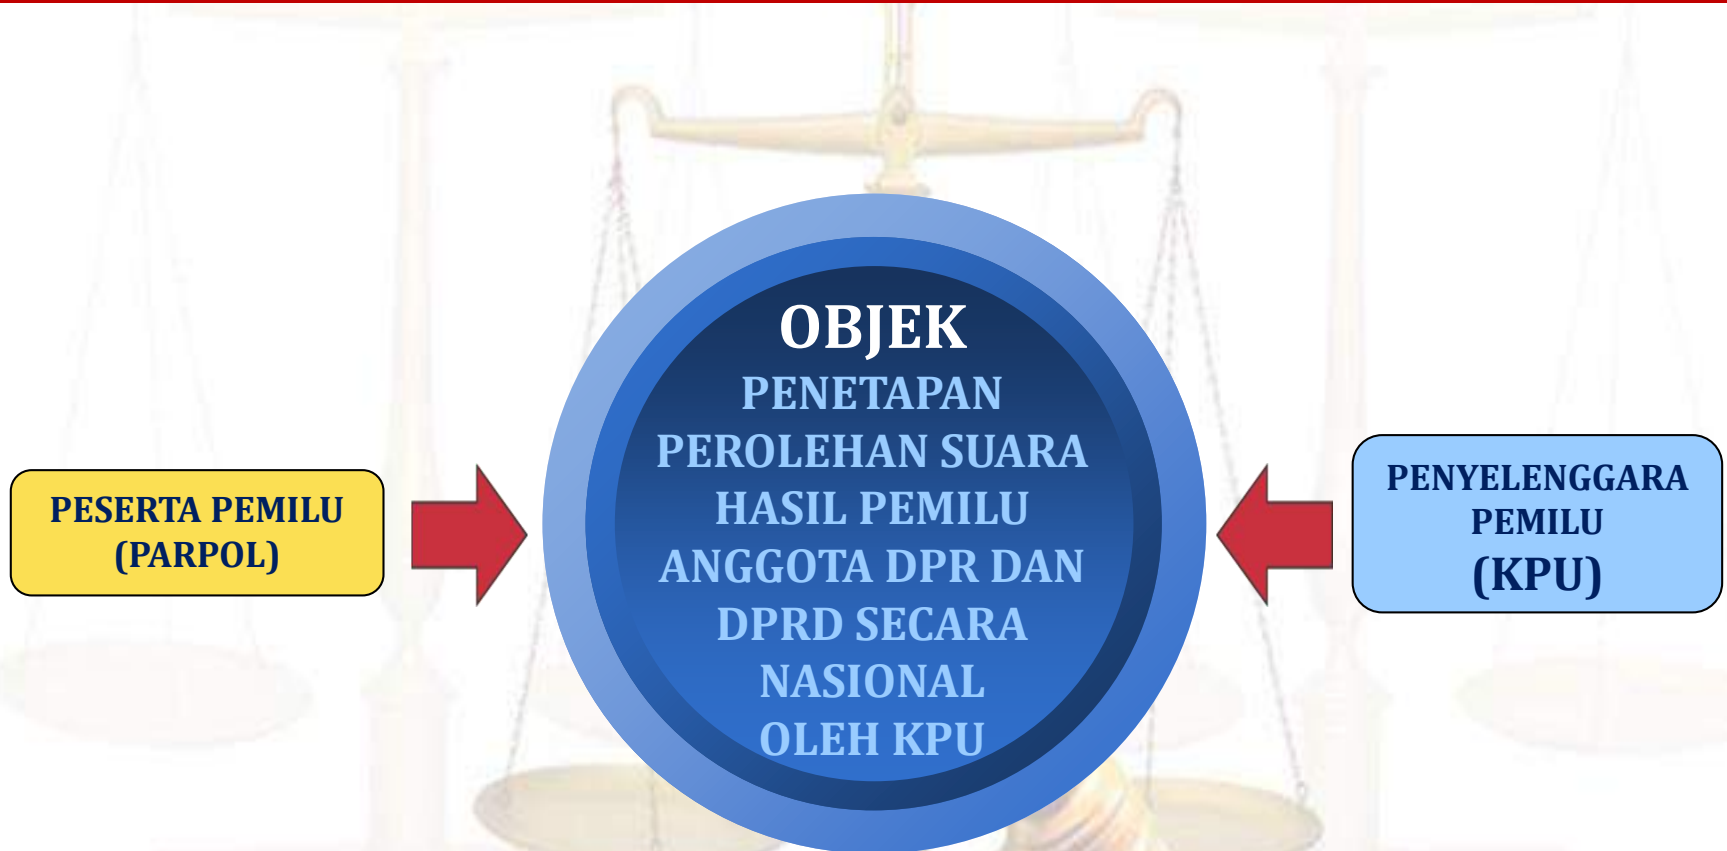 PESERTA PEMILU
(PARPOL)
OBJEK
PENETAPAN
PEROLEHAN SUARA
HASIL PEMILU
ANGGOTA DPR DAN
DPRD SECARA
NASIONAL
OLEH KPU
PENYELENGGARA
PEMILU
(KPU)